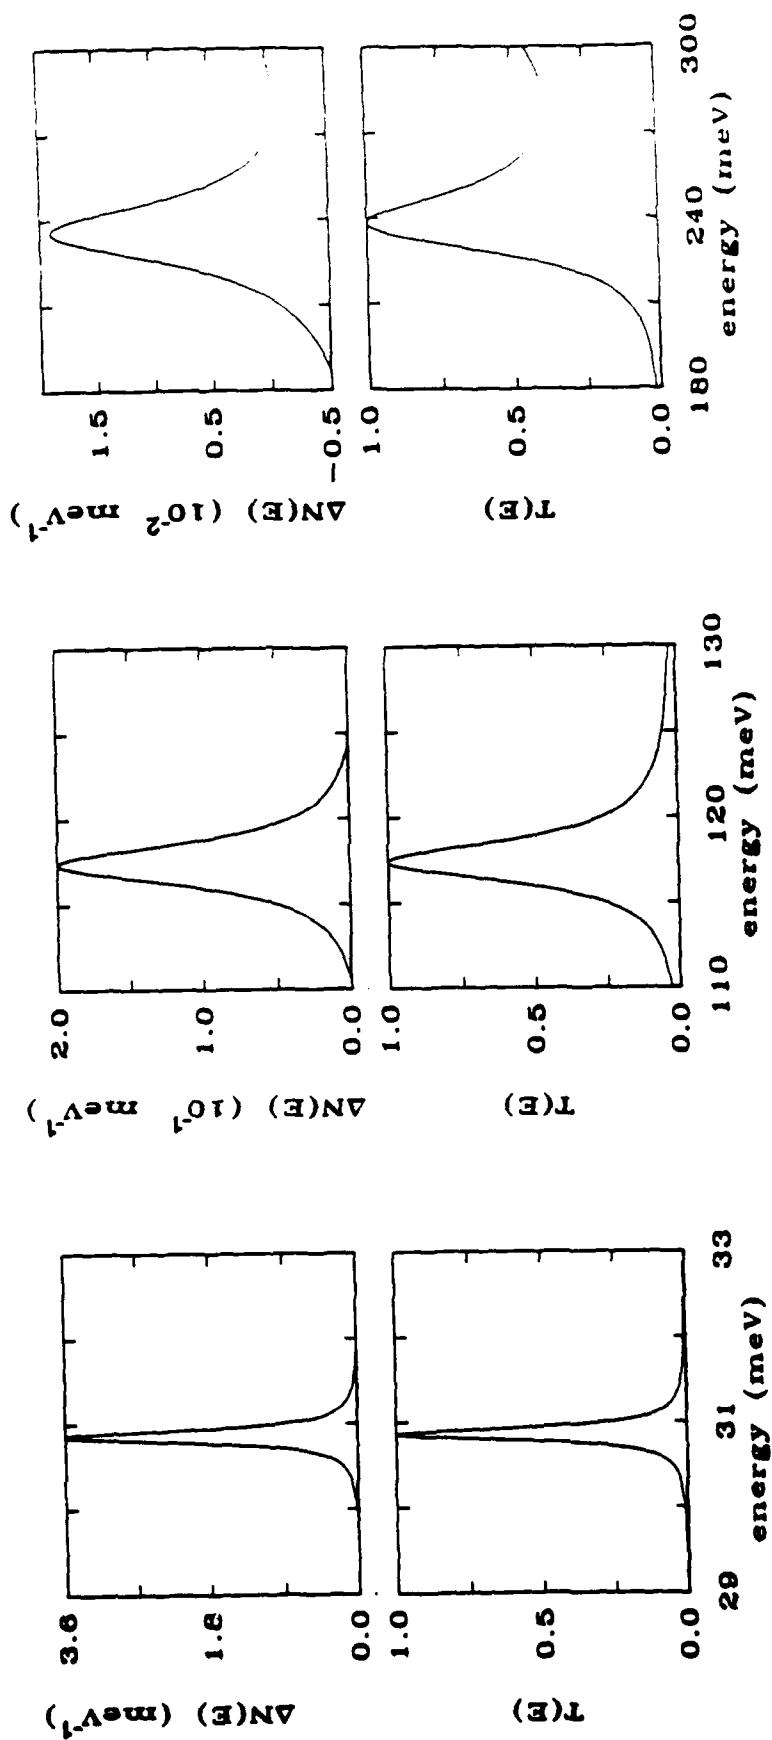 ΔN(E) (meV⁻¹)
3.6
1.8
0.0
T(E)
1.0
0.5
0.0
29 31 33
energy (meV)
ΔN(E) (10⁻¹ meV⁻¹)
2.0
1.0
0.0
T(E)
1.0
0.5
0.0
110 120 130
energy (meV)
ΔN(E) (10⁻² meV⁻¹)
1.5
0.5
-0.5
T(E)
1.0
0.5
0.0
180 240 300
energy (meV)